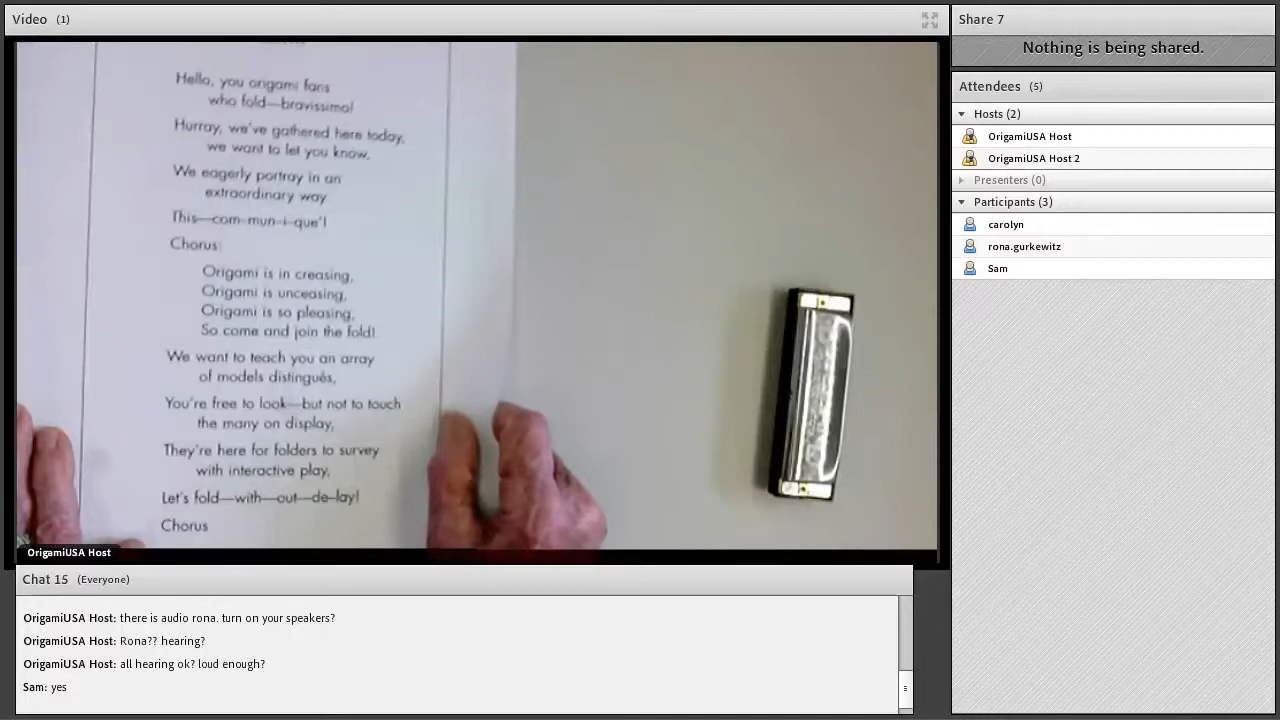 Video (1)
Hello, you origami fans
who fold—bravissimo!
Hurray, we've gathered here today,
we want to let you know,
We eagerly portray in an
extraordinary way
This—com-mun-i-que'!
Chorus:
Origami is in creasing,
Origami is unceasing,
Origami is so pleasing,
So come and join the fold!
We want to teach you an array
of models distinguès,
You're free to look—but not to touch
the many on display,
They're here for folders to survey
with interactive play,
Let's fold—with—out—de-lay!
Chorus
OrigamiUSA Host
Chat 15 (Everyone)
OrigamiUSA Host: there is audio rona. turn on your speakers?
OrigamiUSA Host: Rona?? hearing?
OrigamiUSA Host: all hearing ok? loud enough?
Sam: yes
Share 7
Nothing is being shared.
Attendees (5)
Hosts (2)
OrigamiUSA Host
OrigamiUSA Host 2
Presenters (0)
Participants (3)
carolyn
rona.gurkewitz
Sam